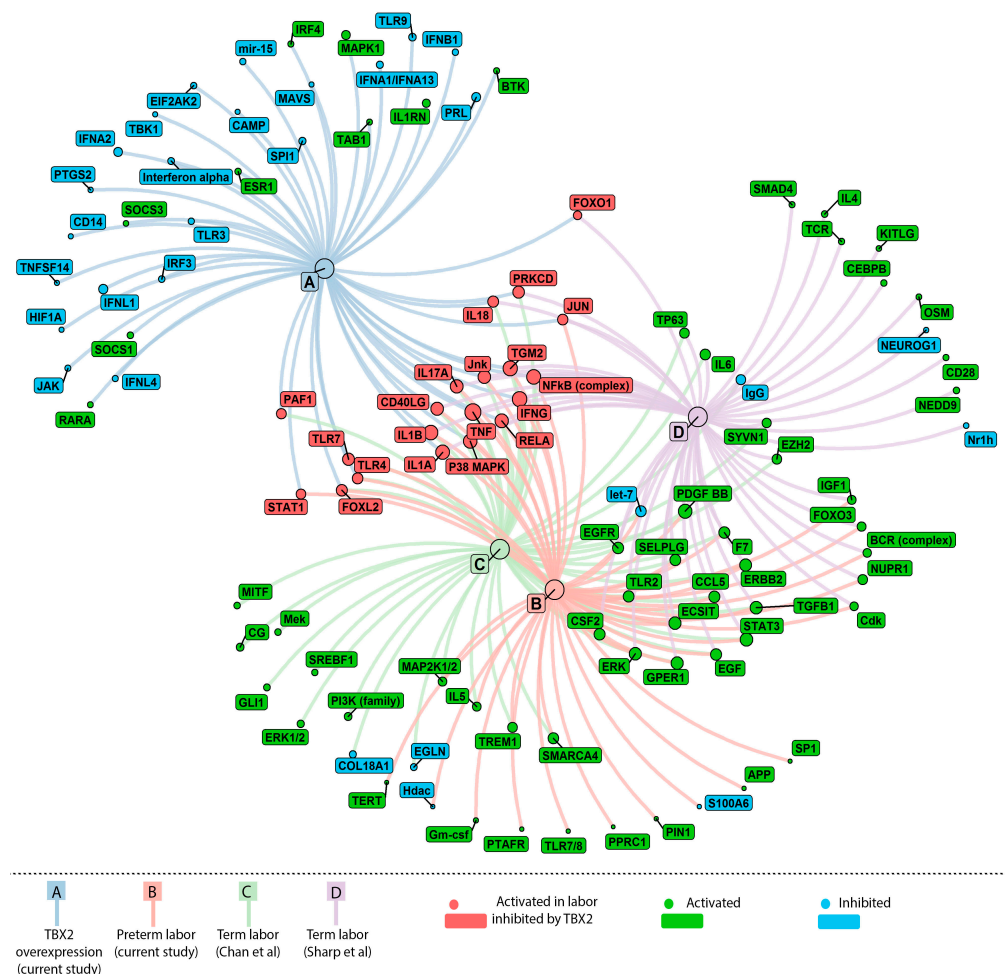 TLR9
IRF4
IFNB1
mir-15
MAPK1
IFNA1/IFNA13
BTK
EIF2AK2
MAVS
PRL
IL1RN
TBK1
CAMP
TAB1
IFNA2
SPI1
PTGS2
Interferon alpha
ESR1
SMAD4
IL4
FOXO1
SOCS3
CD14
TLR3
TCR
KITLG
TNFSF14
IRF3
CEBPB
A
PRKCD
IFNL1
IL18
JUN
OSM
HIF1A
TP63
NEUROG1
SOCS1
TGM2
Jnk
IL6
IL17A
CD28
JAK
IFNL4
NFkB (complex)
IgG
PAF1
CD40LG
NEDD9
RARA
IFNG
TNF
D
TLR7
IL1B
RELA
SYVN1
EZH2
Nr1h
TLR4
IL1A
P38 MAPK
IGF1
let-7
PDGF BB
STAT1
FOXL2
FOXO3
EGFR
SELPLG
F7
BCR (complex)
C
NUPR1
TLR2
CCL5
ERBB2
MITF
B
ECSIT
TGFB1
Mek
CSF2
Cdk
CG
STAT3
SREBF1
MAP2K1/2
ERK
GPER1
EGF
GLI1
PI3K (family)
IL5
ERK1/2
TREM1
SMARCA4
SP1
COL18A1
EGLN
APP
TERT
Hdac
S100A6
Gm-csf
PTAFR
TLR7/8
PPRC1
PIN1
A
B
C
D
Activated in labor
inhibited by TBX2
Activated
Inhibited
TBX2
overexpression
(current study)
Preterm labor
(current study)
Term labor
(Chan et al)
Term labor
(Sharp et al)